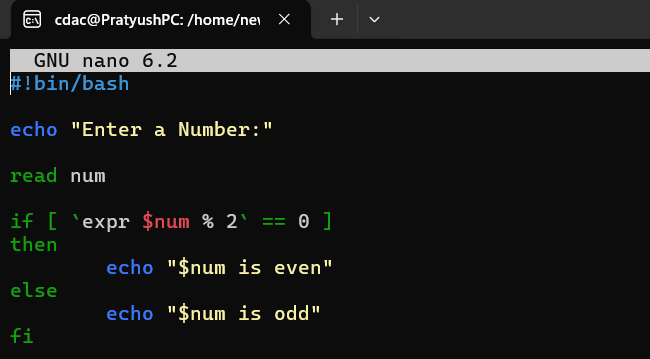 cdac@PratyushPC: /home/nev
GNU nano 6.2
#!bin/bash
echo "Enter a Number:"
read num
if [ `expr $num % 2` == 0 ]
then
echo "$num is even"
else
echo "$num is odd"
fi